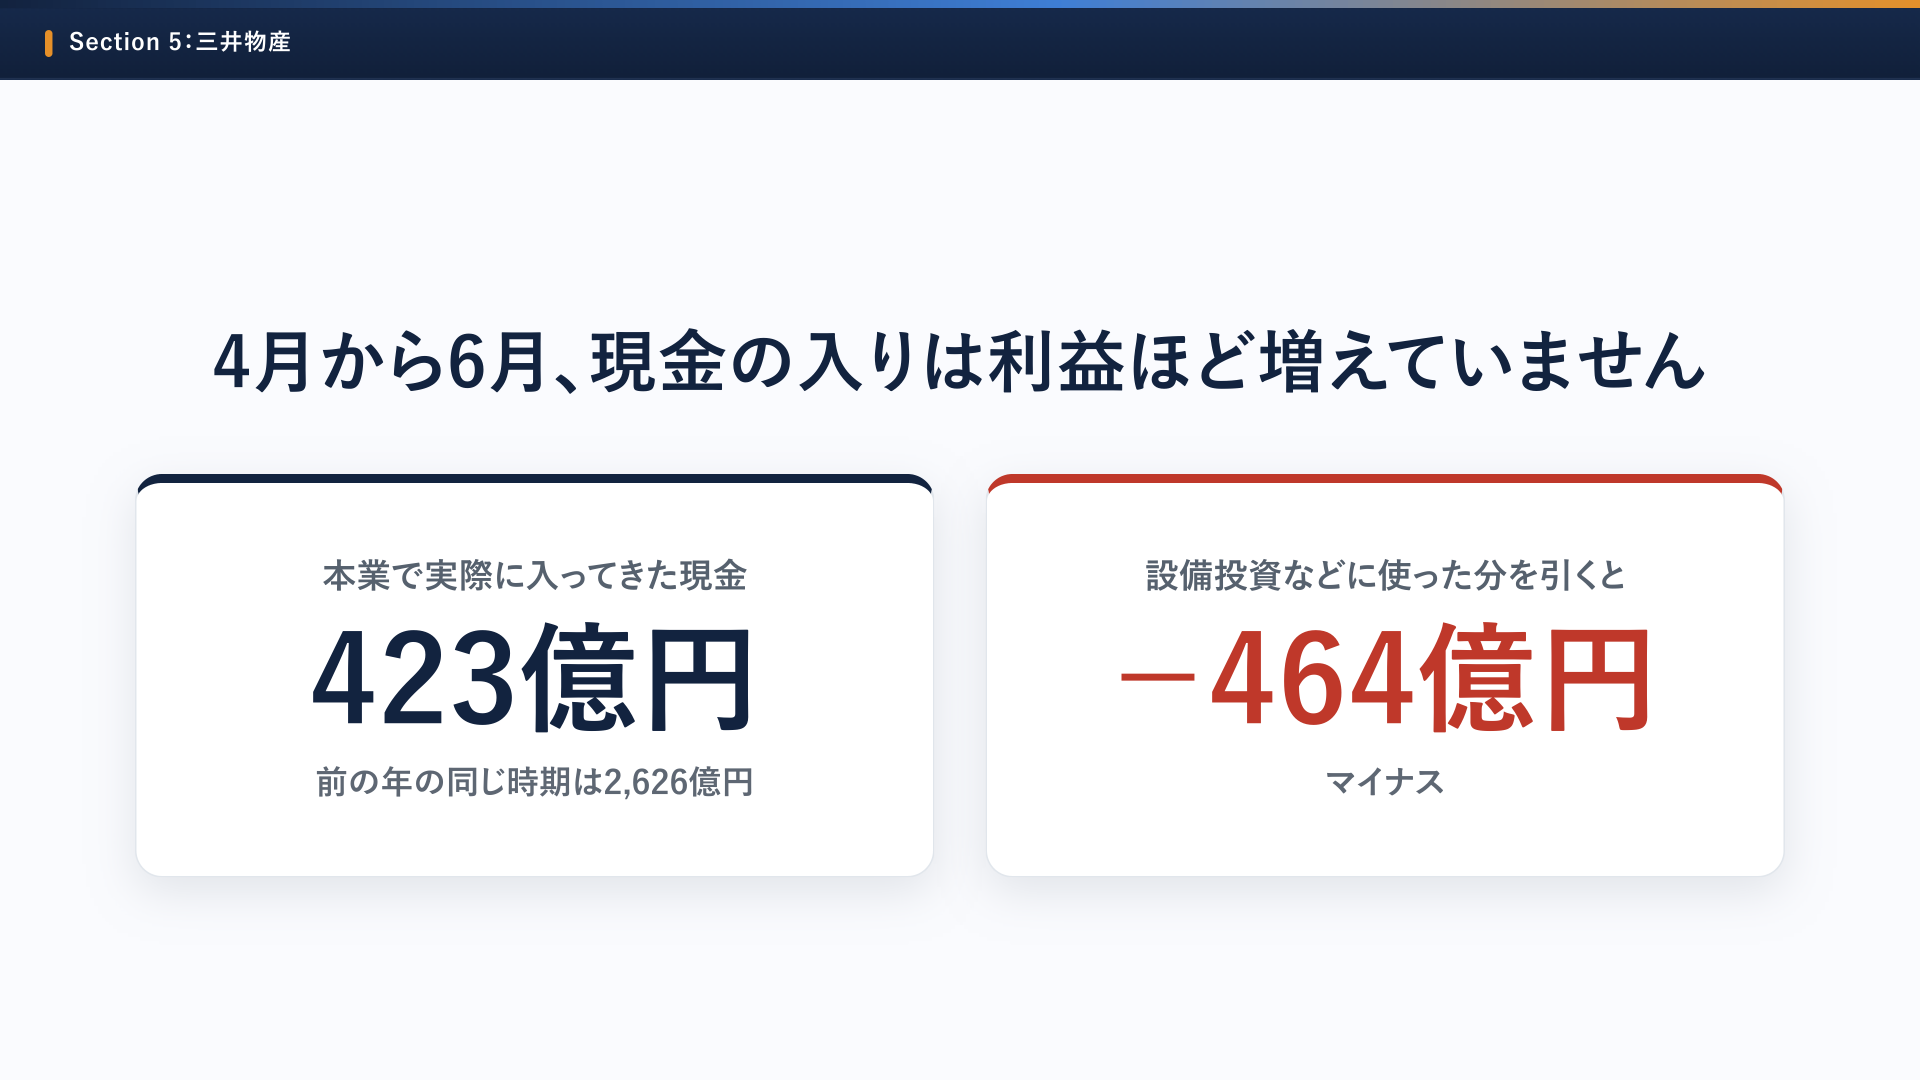 Section 5：三井物産
4月から6月、現金の入りは利益ほど増えていません
本業で実際に入ってきた現金
423億円
前の年の同じ時期は2,626億円
設備投資などに使った分を引くと
－464億円
マイナス